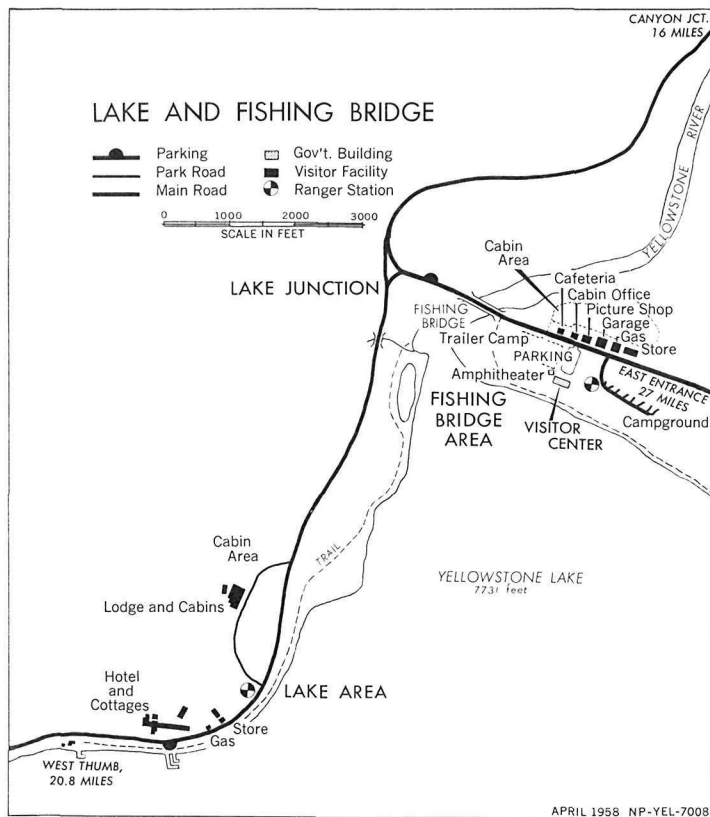 CANYON JCT.
16 MILES
LAKE AND FISHING BRIDGE
Parking
Park Road
Main Road
Gov't. Building
Visitor Facility
Ranger Station
0 1000 2000 3000
SCALE IN FEET
YELLOWSTONE RIVER
Cabin
Area
Cafeteria
Cabin Office
Picture Shop
Garage
Gas
Store
LAKE JUNCTION
FISHING
BRIDGE
Trailer Camp
PARKING
Amphitheater
EAST ENTRANCE
27 MILES
FISHING
BRIDGE
AREA
VISITOR
CENTER
Campground
Cabin
Area
TRAIL
YELLOWSTONE LAKE
7731 feet
Lodge and Cabins
Hotel
and
Cottages
LAKE AREA
Store
Gas
WEST THUMB,
20.8 MILES
APRIL 1958 NP-YEL-7008